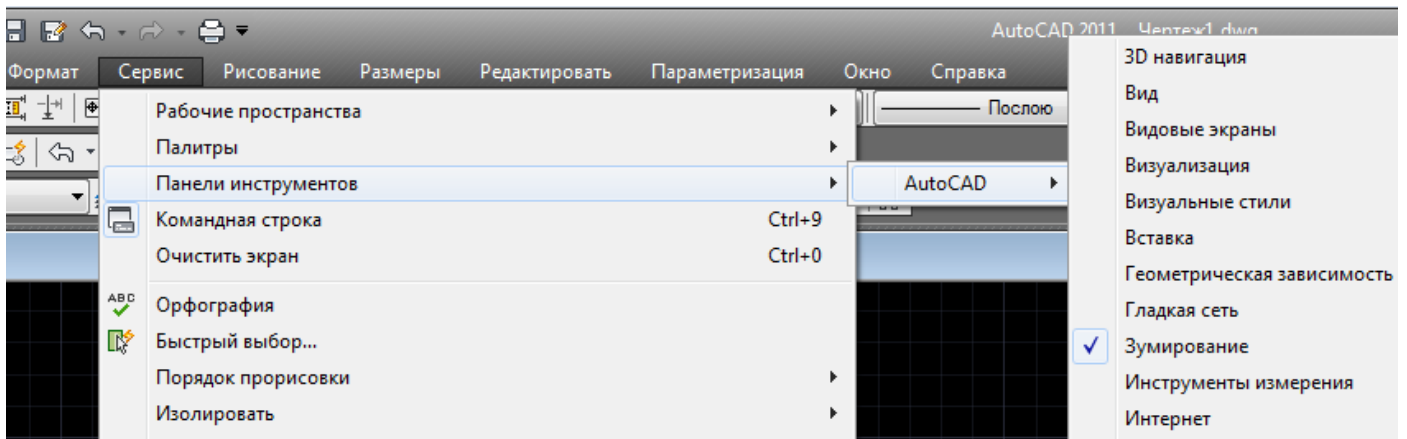 AutoCAD 2011 Чертеж1.dwg
Формат Сервис Рисование Размеры Редактировать Параметризация Окно Справка
Послою
Рабочие пространства
Палитры
Панели инструментов
Командная строка Ctrl+9
Очистить экран Ctrl+0
ABC Орфография
Быстрый выбор...
Порядок прорисовки
Изолировать
AutoCAD
3D навигация
Вид
Видовые экраны
Визуализация
Визуальные стили
Вставка
Геометрическая зависимость
Гладкая сеть
Зумирование
Инструменты измерения
Интернет